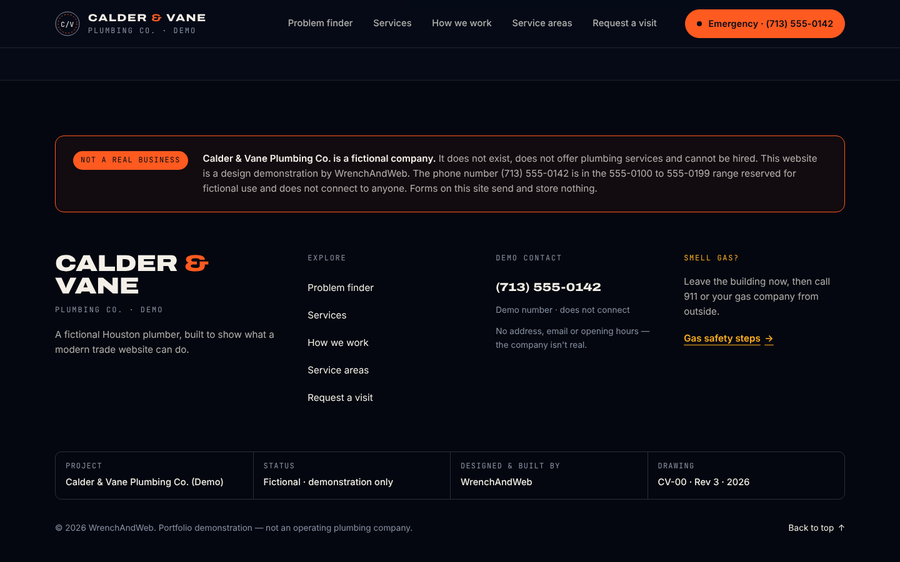 C/V
CALDER & VANE
PLUMBING CO. · DEMO
Problem finder
Services
How we work
Service areas
Request a visit
Emergency · (713) 555-0142
NOT A REAL BUSINESS
Calder & Vane Plumbing Co. is a fictional company. It does not exist, does not offer plumbing services and cannot be hired. This website
is a design demonstration by WrenchAndWeb. The phone number (713) 555-0142 is in the 555-0100 to 555-0199 range reserved for
fictional use and does not connect to anyone. Forms on this site send and store nothing.
CALDER &
VANE
PLUMBING CO. · DEMO
A fictional Houston plumber, built to show what a
modern trade website can do.
EXPLORE
Problem finder
Services
How we work
Service areas
Request a visit
DEMO CONTACT
(713) 555-0142
Demo number · does not connect
No address, email or opening hours —
the company isn't real.
SMELL GAS?
Leave the building now, then call
911 or your gas company from
outside.
Gas safety steps →
PROJECT
Calder & Vane Plumbing Co. (Demo)
STATUS
Fictional · demonstration only
DESIGNED & BUILT BY
WrenchAndWeb
DRAWING
CV-00 · Rev 3 · 2026
© 2026 WrenchAndWeb. Portfolio demonstration — not an operating plumbing company.
Back to top ↑